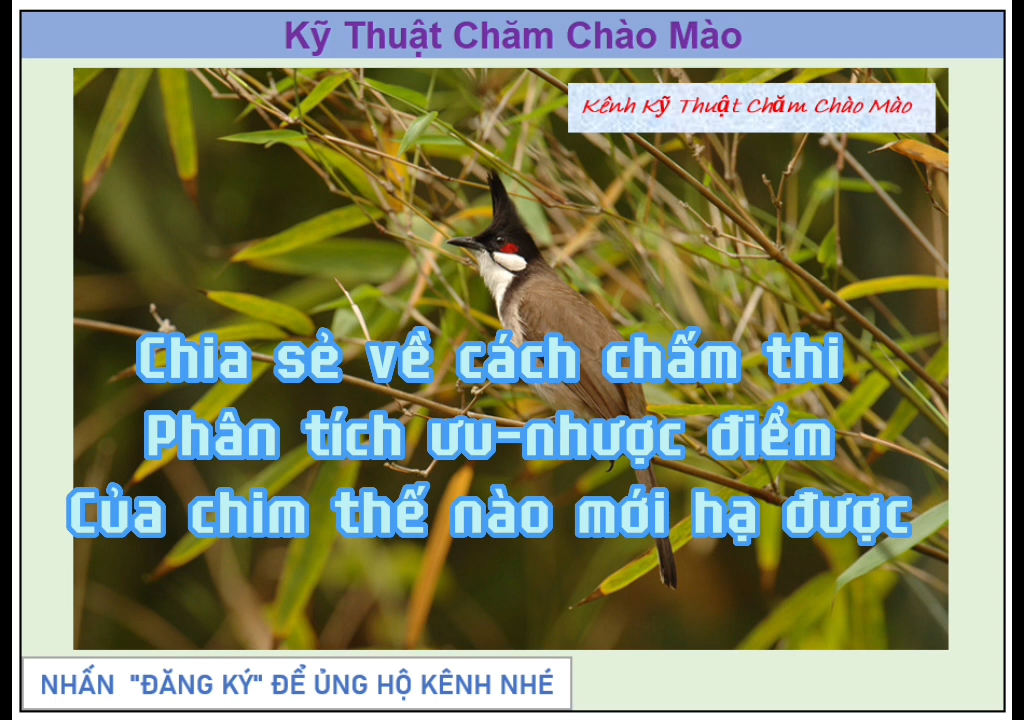 Kỹ Thuật Chăm Chào Mào
Kênh Kỹ Thuật Chăm Chào Mào
Chia sẻ về cách chấm thi
Phân tích ưu-nhược điểm
Của chim thế nào mới hạ được
NHẤN "ĐĂNG KÝ" ĐỂ ỦNG HỘ KÊNH NHÉ